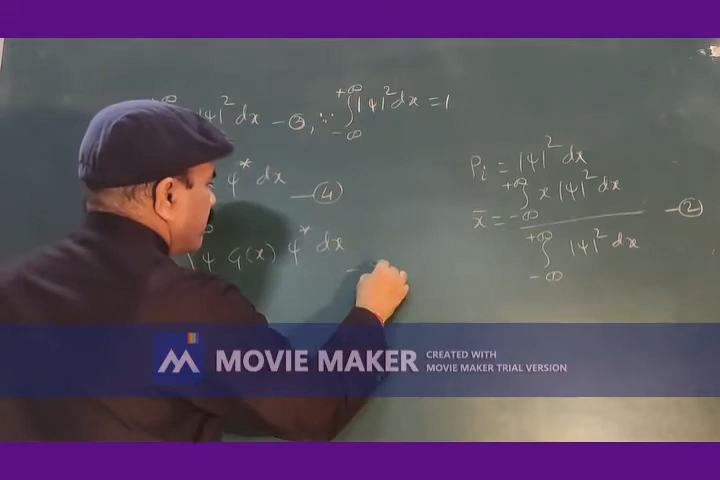 +∞
∫ |ψ|² dx = 1
-∞
|ψ|² dx - ③, ∵
ψ* dx - ④
ψ G(x) ψ* dx -
Pᵢ = |ψ|² dx
+∞
x̄ = ∫ x |ψ|² dx - ②
-∞
+∞
∫ |ψ|² dx
-∞
MOVIE MAKER
CREATED WITH
MOVIE MAKER TRIAL VERSION